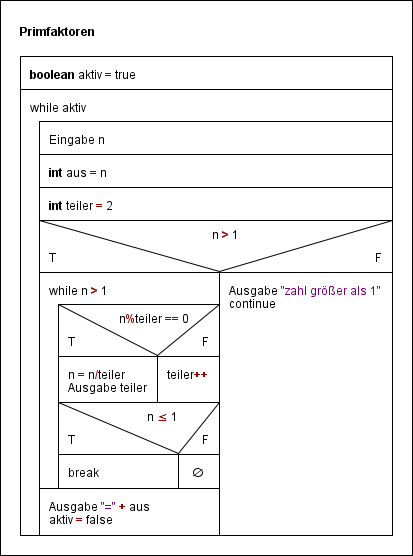 Primfaktoren
boolean aktiv = true
while aktiv
Eingabe n
int aus = n
int teiler = 2
n > 1
T F
while n > 1
n%teiler == 0
T F
n = n/teiler
Ausgabe teiler
teiler++
n ≤ 1
T F
break ∅
Ausgabe "=" + aus
aktiv = false
Ausgabe "zahl größer als 1"
continue